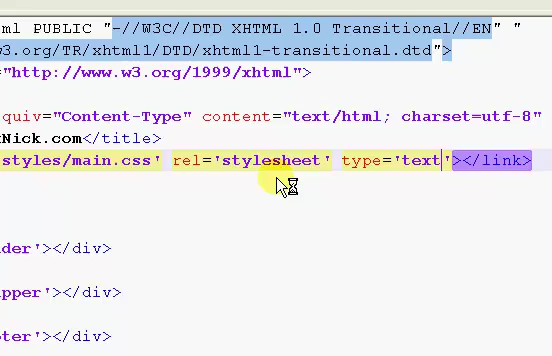 ml PUBLIC "-//W3C//DTD XHTML 1.0 Transitional//EN" "
w3.org/TR/xhtml1/DTD/xhtml1-transitional.dtd">
="http://www.w3.org/1999/xhtml">
quiv="Content-Type" content="text/html; charset=utf-8"
Nick.com</title>
styles/main.css' rel='stylesheet' type='text'></link>
der'></div>
pper'></div>
oter'></div>